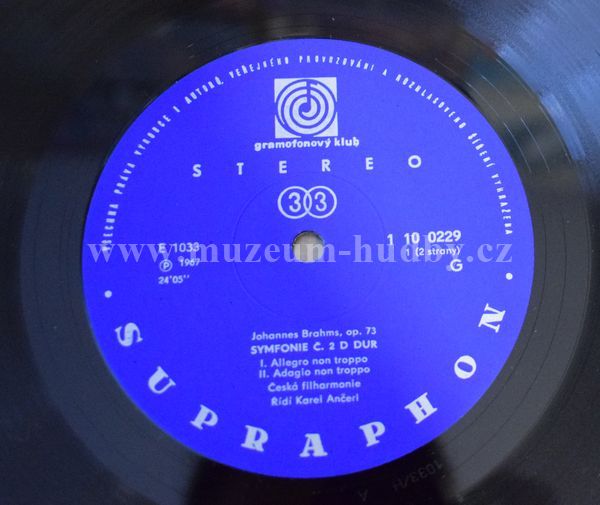 VŠECHNA PRÁVA VÝROBCE I AUTORŮ, VEŘEJNÉHO PROVOZOVÁNÍ A ROZHLASOVÉHO ŠÍŘENÍ VYHRAZENA
gramofonový klub
STEREO
33
E 1033
℗ 1967
24'05''
1 10 0229
1 (2 strany)
G
www.muzeum-hudby.cz
Johannes Brahms, op. 73
SYMFONIE Č. 2 D DUR
I. Allegro non troppo
II. Adagio non troppo
Česká filharmonie
Řídí Karel Ančerl
• SUPRAPHON •